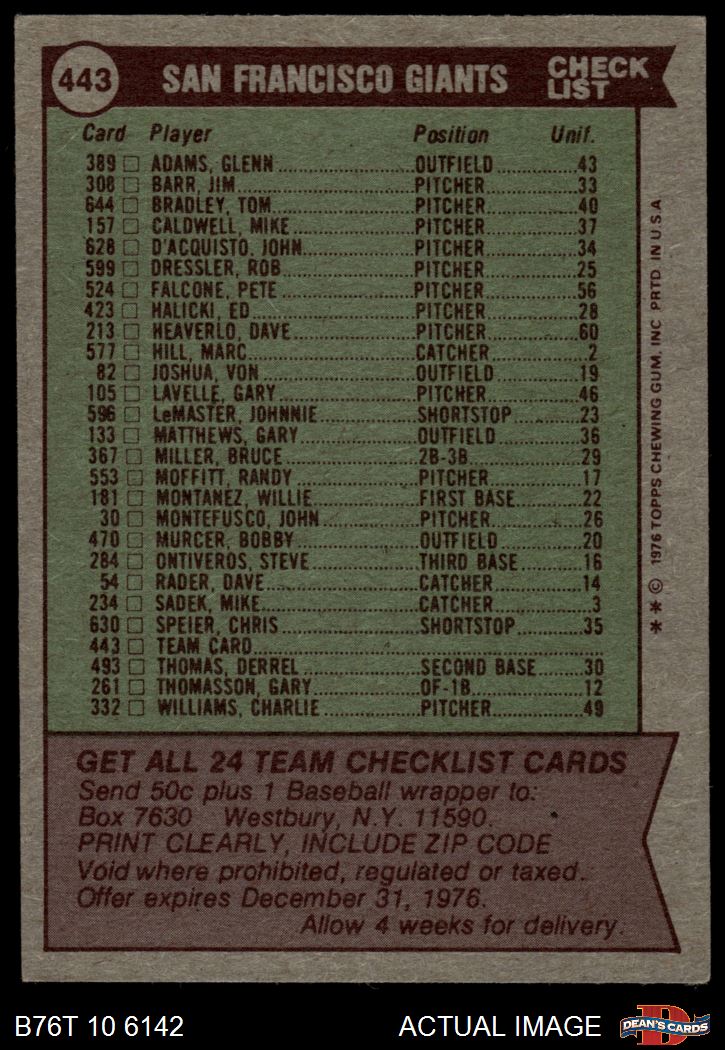 443 SAN FRANCISCO GIANTS CHECK LIST
Card Player Position Unif.
389 ADAMS, GLENN OUTFIELD 43
308 BARR, JIM PITCHER 33
644 BRADLEY, TOM PITCHER 40
157 CALDWELL, MIKE PITCHER 37
628 D'ACQUISTO, JOHN PITCHER 34
599 DRESSLER, ROB PITCHER 25
524 FALCONE, PETE PITCHER 56
423 HALICKI, ED PITCHER 28
213 HEAVERLO, DAVE PITCHER 60
577 HILL, MARC CATCHER 2
82 JOSHUA, VON OUTFIELD 19
105 LAVELLE, GARY PITCHER 46
596 LeMASTER, JOHNNIE SHORTSTOP 23
133 MATTHEWS, GARY OUTFIELD 36
367 MILLER, BRUCE 2B-3B 29
553 MOFFITT, RANDY PITCHER 17
181 MONTANEZ, WILLIE FIRST BASE 22
30 MONTEFUSCO, JOHN PITCHER 26
470 MURCER, BOBBY OUTFIELD 20
284 ONTIVEROS, STEVE THIRD BASE 16
54 RADER, DAVE CATCHER 14
234 SADEK, MIKE CATCHER 3
630 SPEIER, CHRIS SHORTSTOP 35
443 TEAM CARD
493 THOMAS, DERREL SECOND BASE 30
261 THOMASSON, GARY OF-1B 12
332 WILLIAMS, CHARLIE PITCHER 49
* * © 1976 TOPPS CHEWING GUM, INC PRTD. IN U.S.A
GET ALL 24 TEAM CHECKLIST CARDS
Send 50c plus 1 Baseball wrapper to:
Box 7630 Westbury, N.Y. 11590.
PRINT CLEARLY, INCLUDE ZIP CODE
Void where prohibited, regulated or taxed.
Offer expires December 31, 1976.
Allow 4 weeks for delivery.
B76T 10 6142 ACTUAL IMAGE DEAN'S CARDS